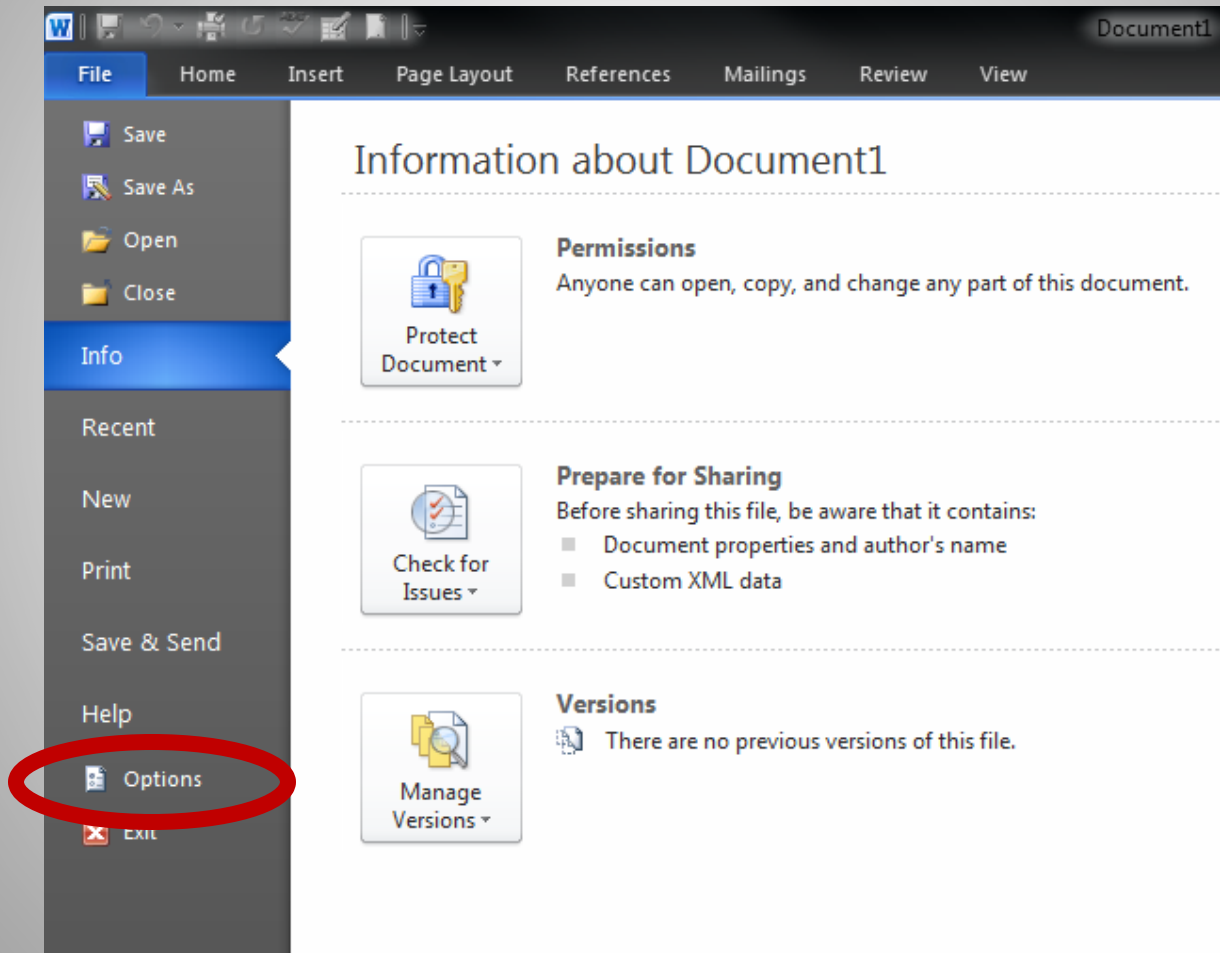 W
Document1
File Home Insert Page Layout References Mailings Review View
Save
Save As
Open
Close
Info
Recent
New
Print
Save & Send
Help
Options
Exit
Information about Document1
Protect
Document
Permissions
Anyone can open, copy, and change any part of this document.
Check for
Issues
Prepare for Sharing
Before sharing this file, be aware that it contains:
Document properties and author's name
Custom XML data
Manage
Versions
Versions
There are no previous versions of this file.